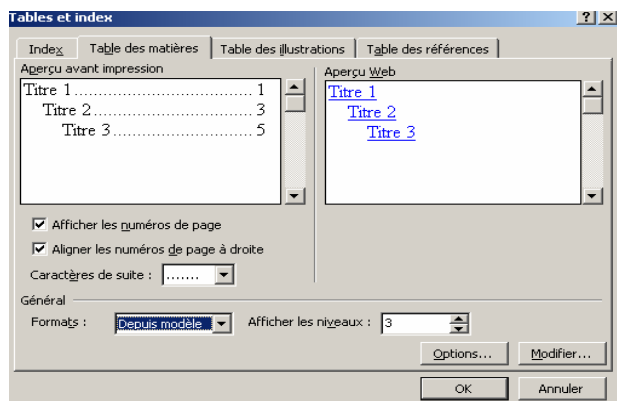 Tables et index
Index Table des matières Table des illustrations Table des références
Aperçu avant impression
Titre 1.............................. 1
Titre 2........................... 3
Titre 3........................ 5
Aperçu Web
Titre 1
Titre 2
Titre 3
Afficher les numéros de page
Aligner les numéros de page à droite
Caractères de suite : .......
Général
Formats : Depuis modèle Afficher les niveaux : 3
Options... Modifier...
OK Annuler